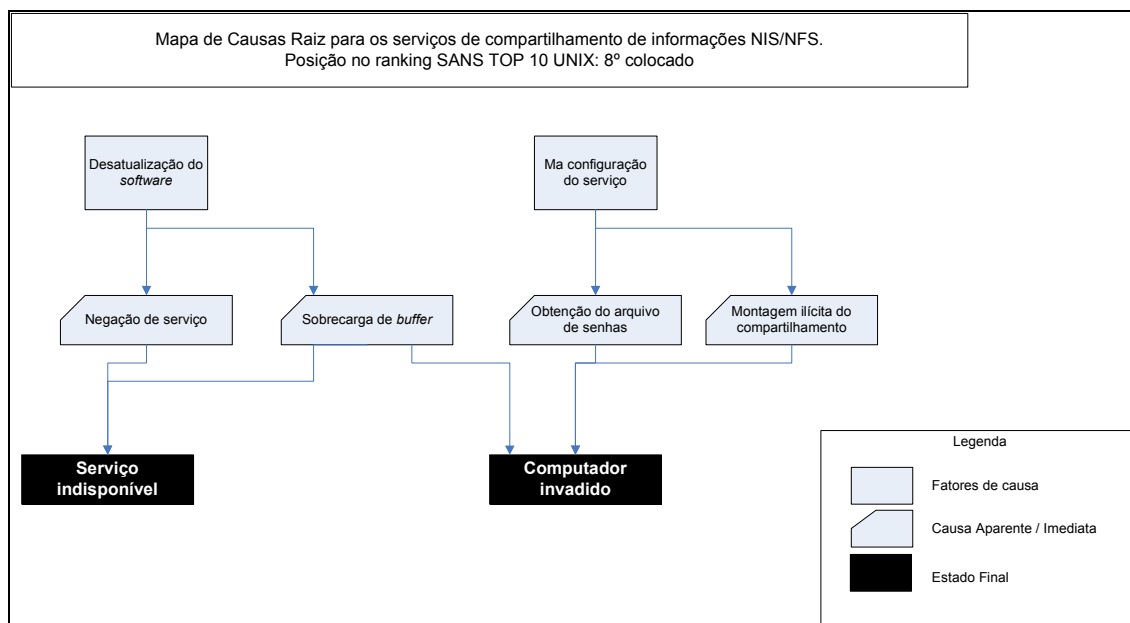 Mapa de Causas Raiz para os serviços de compartilhamento de informações NIS/NFS.
Posição no ranking SANS TOP 10 UNIX: 8º colocado
Desatualização do
software
Ma configuração
do serviço
Negação de serviço
Sobrecarga de buffer
Obtenção do arquivo
de senhas
Montagem ilícita do
compartilhamento
Serviço
indisponível
Computador
invadido
Legenda
Fatores de causa
Causa Aparente / Imediata
Estado Final